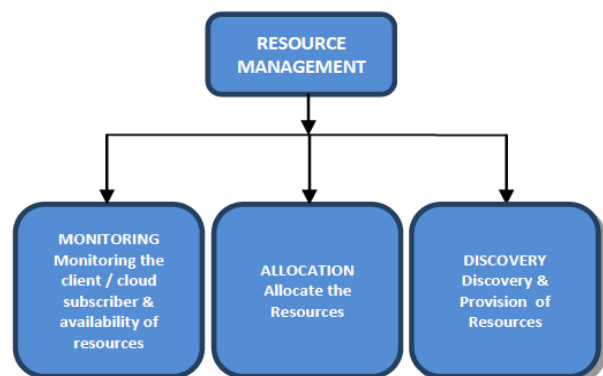 RESOURCE
MANAGEMENT
MONITORING
Monitoring the
client / cloud
subscriber &
availability of
resources
ALLOCATION
Allocate the
Resources
DISCOVERY
Discovery &
Provision of
Resources